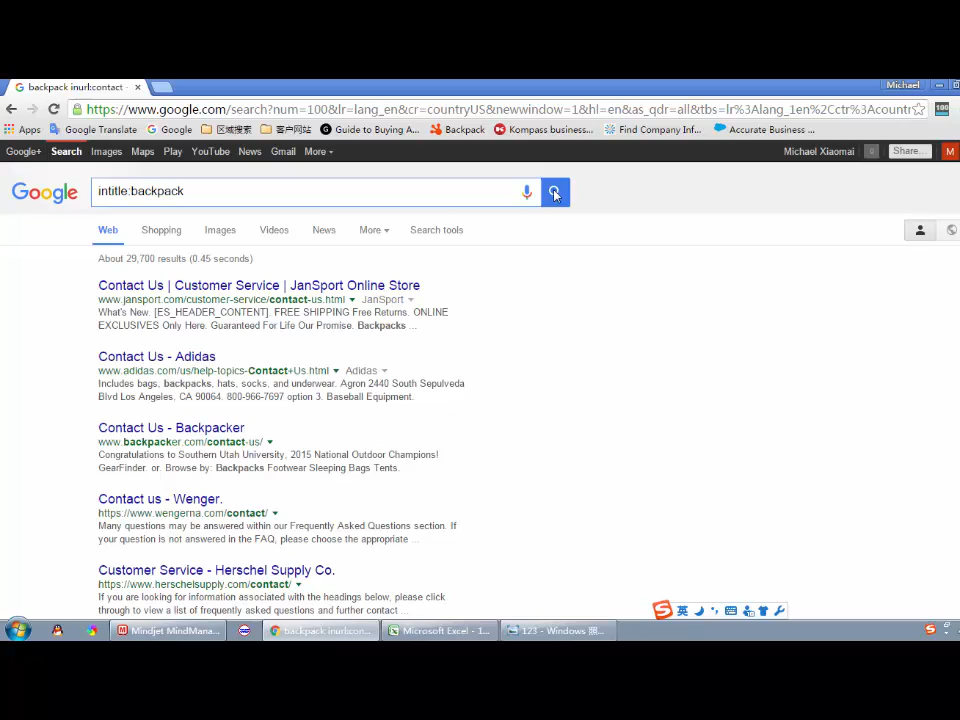 backpack inurl:contact
Michael
https://www.google.com/search?num=100&lr=lang_en&cr=countryUS&newwindow=1&hl=en&as_qdr=all&tbs=lr%3Alang_1en%2Cctr%3Acountr
100
Apps Google Translate Google 区域搜索 客户网站 Guide to Buying A... Backpack Kompass business... Find Company Inf... Accurate Business ...
Google+ Search Images Maps Play YouTube News Gmail More Michael Xiaomai 0 Share... M
Google intitle:backpack
Web Shopping Images Videos News More Search tools
About 29,700 results (0.45 seconds)
Contact Us | Customer Service | JanSport Online Store
www.jansport.com/customer-service/contact-us.html JanSport
What's New. [ES_HEADER_CONTENT]. FREE SHIPPING Free Returns. ONLINE
EXCLUSIVES Only Here. Guaranteed For Life Our Promise. Backpacks ...
Contact Us - Adidas
www.adidas.com/us/help-topics-Contact+Us.html Adidas
Includes bags, backpacks, hats, socks, and underwear. Agron 2440 South Sepulveda
Blvd Los Angeles, CA 90064. 800-966-7697 option 3. Baseball Equipment.
Contact Us - Backpacker
www.backpacker.com/contact-us/
Congratulations to Southern Utah University, 2015 National Outdoor Champions!
GearFinder. or. Browse by: Backpacks Footwear Sleeping Bags Tents.
Contact us - Wenger.
https://www.wengerna.com/contact/
Many questions may be answered within our Frequently Asked Questions section. If
your question is not answered in the FAQ, please choose the appropriate ...
Customer Service - Herschel Supply Co.
https://www.herschelsupply.com/contact/
If you are looking for information associated with the headings below, please click
through to view a list of frequently asked questions and further contact ...
英
Mindjet MindMana... backpack inurl:con... Microsoft Excel - 1... 123 - Windows 照...